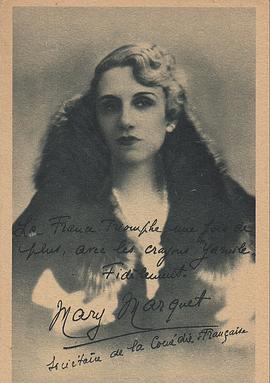 La France Triomphe une fois de
plus, avec les crayons
Fidèlement.
Mary Marquet
Sociétaire de la Comédie Française